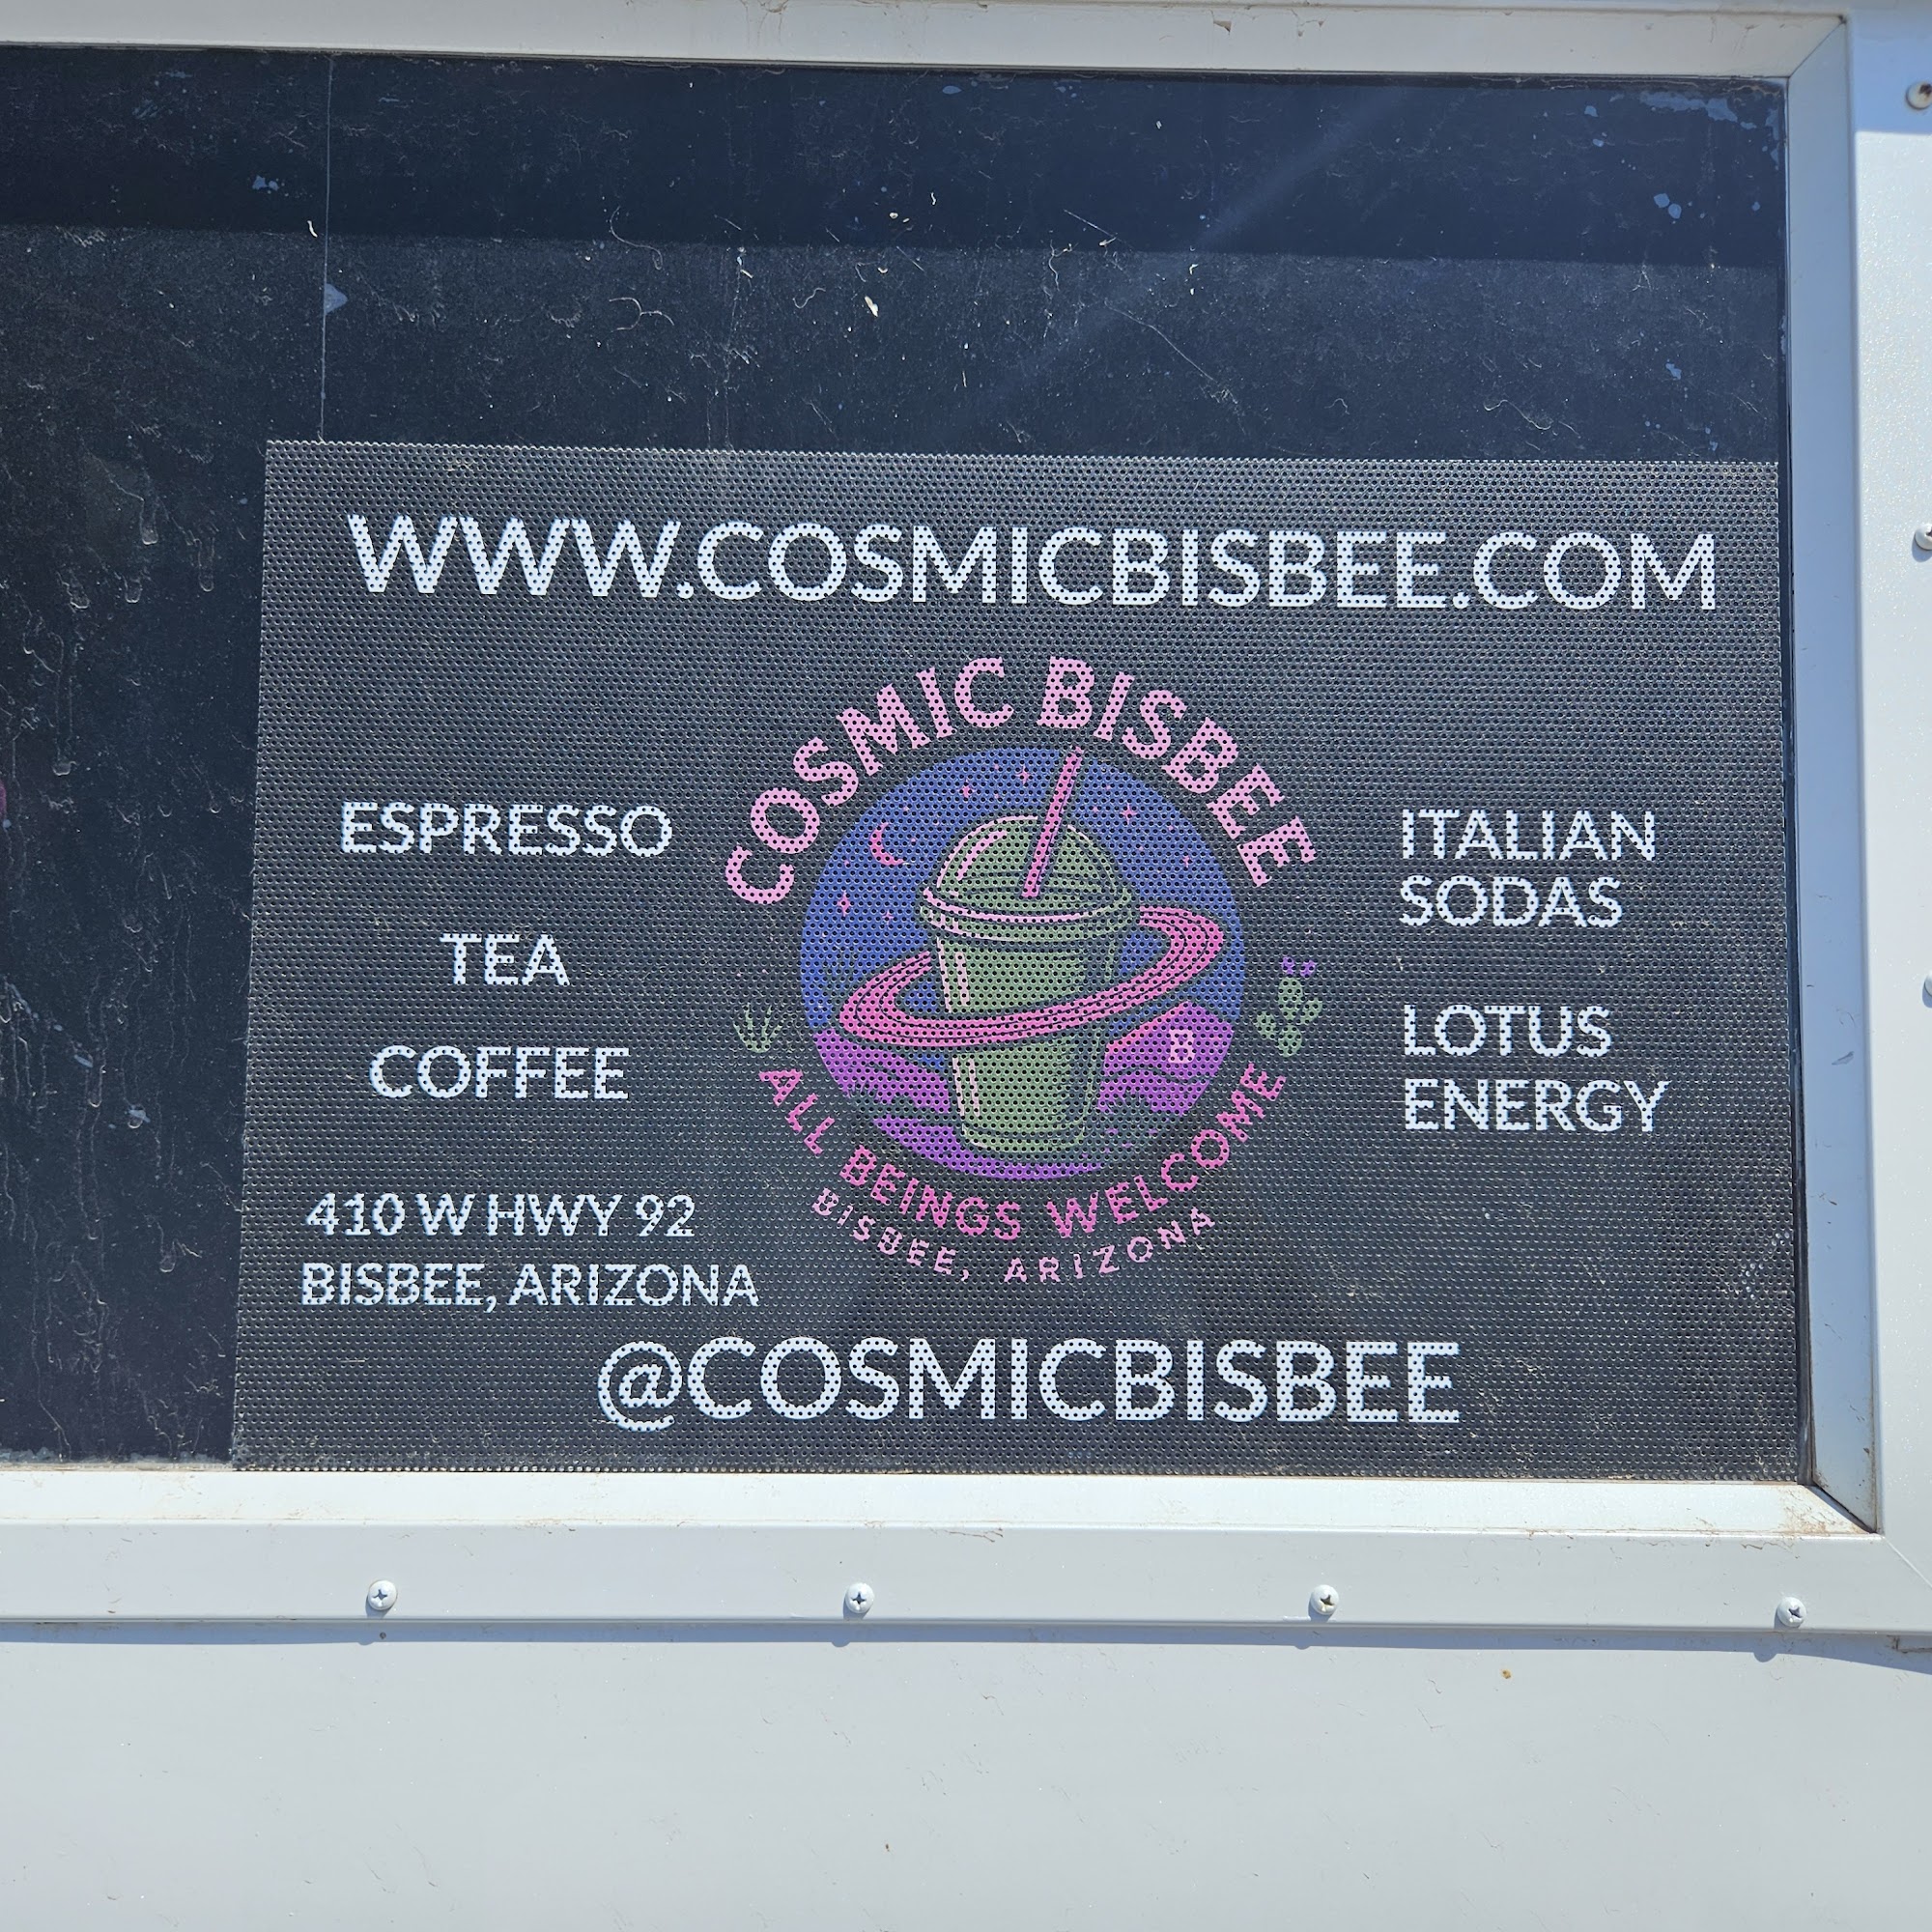 WWW.COSMICBISBEE.COM
COSMIC BISBEE
ESPRESSO
TEA
COFFEE
ITALIAN
SODAS
LOTUS
ENERGY
B
ALL BEINGS WELCOME
BISBEE, ARIZONA
410 W HWY 92
BISBEE, ARIZONA
@COSMICBISBEE